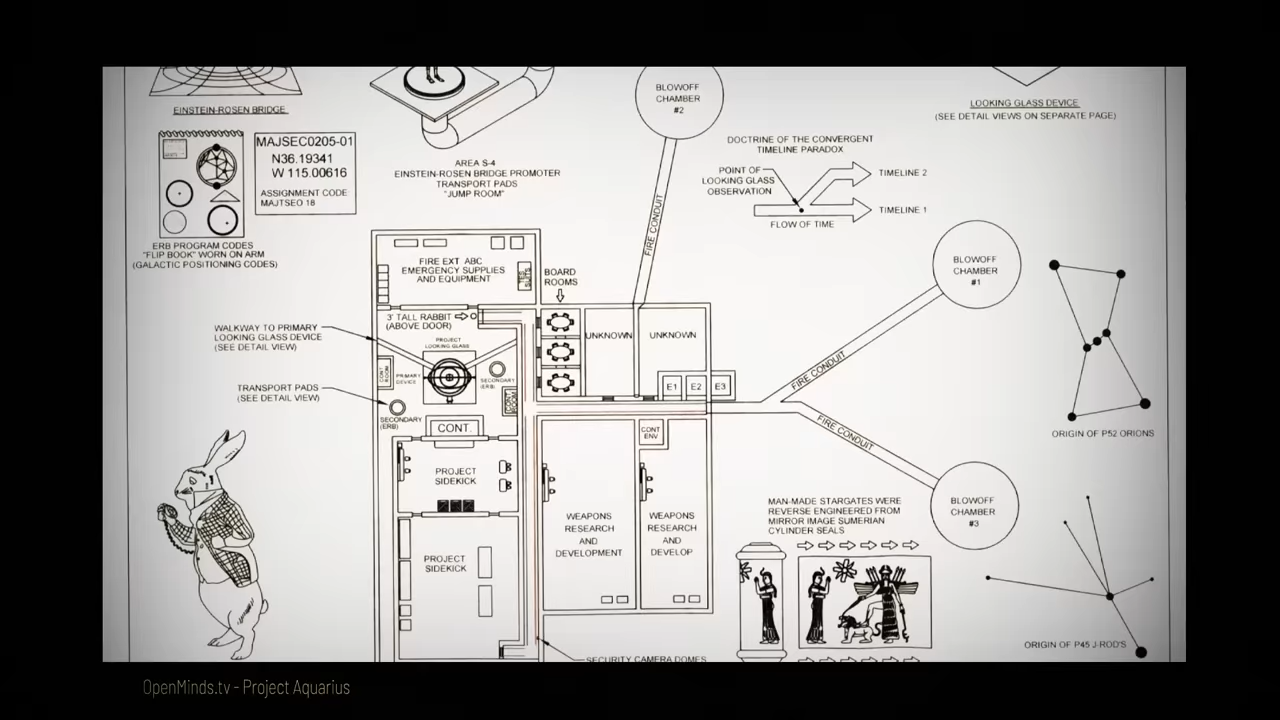 EINSTEIN-ROSEN BRIDGE
BLOWOFF
CHAMBER
#2
LOOKING GLASS DEVICE
(SEE DETAIL VIEWS ON SEPARATE PAGE)
MAJSEC0205-01
N36.19341
W 115.00616
ASSIGNMENT CODE
MAJTSEO 18
AREA S-4
EINSTEIN-ROSEN BRIDGE PROMOTER
TRANSPORT PADS
"JUMP ROOM"
DOCTRINE OF THE CONVERGENT
TIMELINE PARADOX
POINT OF
LOOKING GLASS
OBSERVATION
TIMELINE 2
TIMELINE 1
FLOW OF TIME
ERB PROGRAM CODES
"FLIP BOOK" WORN ON ARM
(GALACTIC POSITIONING CODES)
FIRE CONDUIT
FIRE EXT ABC
EMERGENCY SUPPLIES
AND EQUIPMENT
BOARD
ROOMS
BLOWOFF
CHAMBER
#1
3' TALL RABBIT
(ABOVE DOOR)
WALKWAY TO PRIMARY
LOOKING GLASS DEVICE
(SEE DETAIL VIEW)
PROJECT
LOOKING GLASS
UNKNOWN
UNKNOWN
CONT
ROOM
PRIMARY
DEVICE
SECONDARY
(ERB)
E1
E2
E3
FIRE CONDUIT
TRANSPORT PADS
(SEE DETAIL VIEW)
SECONDARY
(ERB)
CONT.
CONT
ENV
FIRE CONDUIT
ORIGIN OF P52 ORIONS
PROJECT
SIDEKICK
WEAPONS
RESEARCH
AND
DEVELOPMENT
WEAPONS
RESEARCH
AND
DEVELOP
MAN-MADE STARGATES WERE
REVERSE ENGINEERED FROM
MIRROR IMAGE SUMERIAN
CYLINDER SEALS
BLOWOFF
CHAMBER
#3
PROJECT
SIDEKICK
ORIGIN OF P45 J-ROD'S
SECURITY CAMERA DOMES
OpenMinds.tv - Project Aquarius